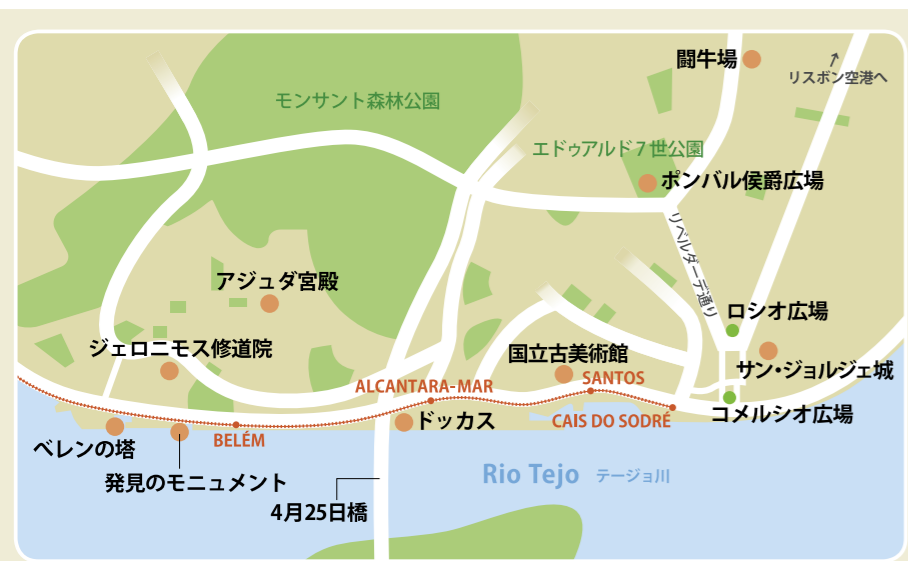 闘牛場
↗
リスボン空港へ
モンサント森林公園
エドゥアルド7世公園
ポンバル侯爵広場
リベルダーデ通り
アジュダ宮殿
ロシオ広場
ジェロニモス修道院
国立古美術館
サン・ジョルジェ城
ALCANTARA-MAR
SANTOS
コメルシオ広場
ドッカス
CAIS DO SODRÉ
BELÉM
ベレンの塔
発見のモニュメント
Rio Tejo テージョ川
4月25日橋